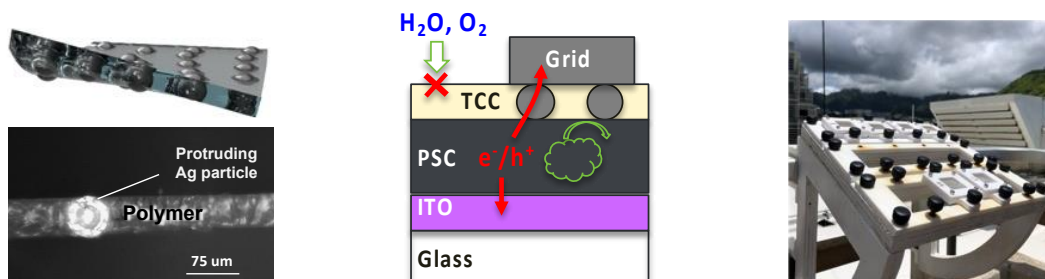 Protruding
Ag particle
Polymer
75 um
H₂O, O₂
Grid
TCC
PSC e⁻/h⁺
ITO
Glass